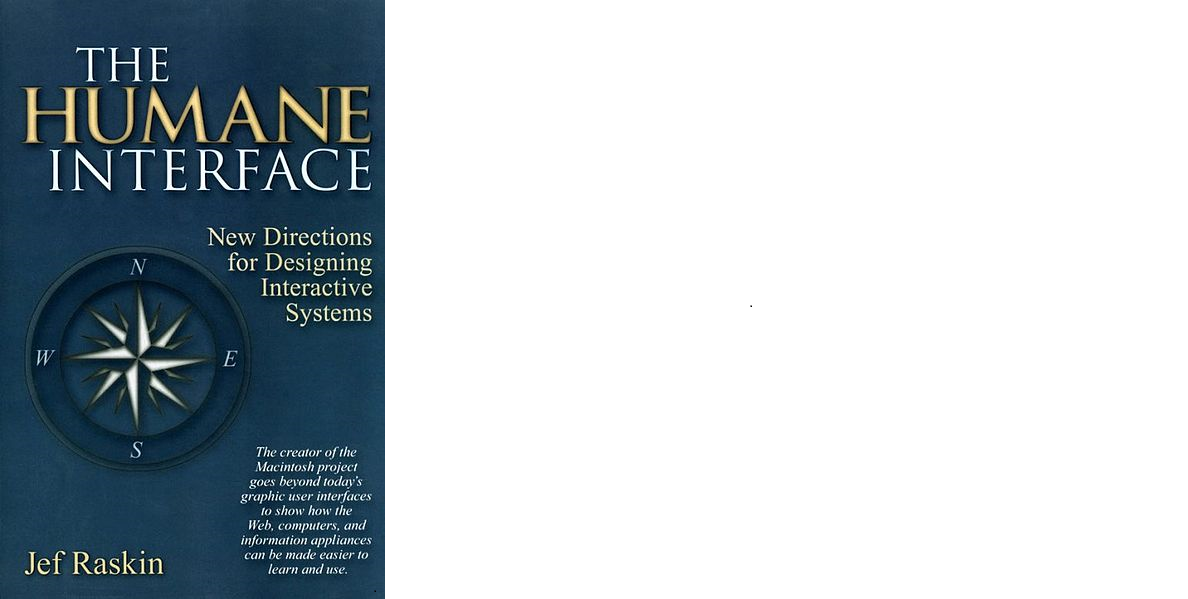 THE
HUMANE
INTERFACE
New Directions
for Designing
Interactive
Systems
N
W
E
S
The creator of the
Macintosh project
goes beyond today's
graphic user interfaces
to show how the
Web, computers, and
information appliances
can be made easier to
learn and use.
Jef Raskin